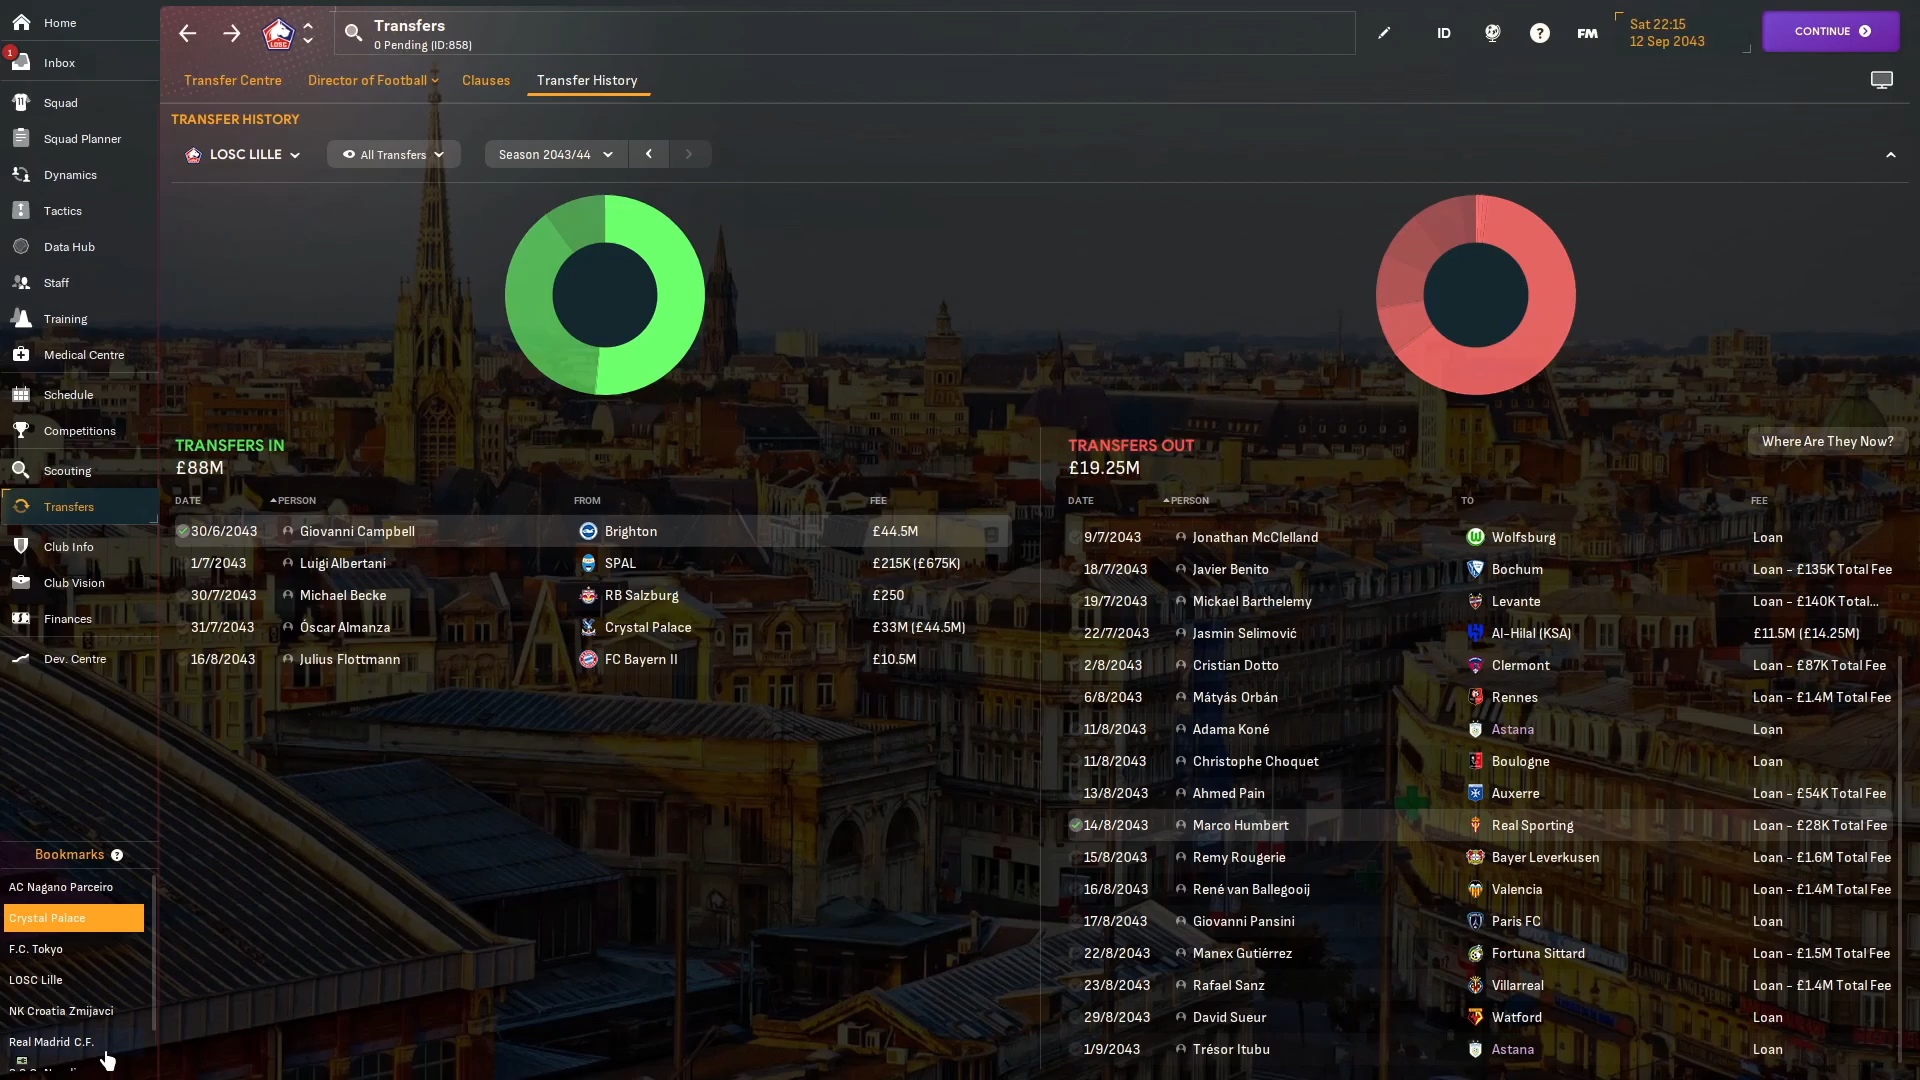 Home
1
Inbox
Squad
Squad Planner
Dynamics
Tactics
Data Hub
Staff
Training
Medical Centre
Schedule
Competitions
Scouting
Transfers
Club Info
Club Vision
Finances
Dev. Centre
Bookmarks ?
AC Nagano Parceiro
Crystal Palace
F.C. Tokyo
LOSC Lille
NK Croatia Zmijavci
Real Madrid C.F.
LOSC
Transfers
0 Pending (ID:858)
ID
?
FM
Sat 22:15
12 Sep 2043
CONTINUE
Transfer Centre
Director of Football
Clauses
Transfer History
TRANSFER HISTORY
LOSC LILLE
All Transfers
Season 2043/44
TRANSFERS IN
£88M
DATE PERSON FROM FEE
30/6/2043 Giovanni Campbell Brighton £44.5M
1/7/2043 Luigi Albertani SPAL £215K (£675K)
30/7/2043 Michael Becke RB Salzburg £250
31/7/2043 Óscar Almanza Crystal Palace £33M (£44.5M)
16/8/2043 Julius Flottmann FC Bayern II £10.5M
TRANSFERS OUT
£19.25M
Where Are They Now?
DATE PERSON TO FEE
9/7/2043 Jonathan McClelland Wolfsburg Loan
18/7/2043 Javier Benito Bochum Loan - £135K Total Fee
19/7/2043 Mickael Barthelemy Levante Loan - £140K Total...
22/7/2043 Jasmin Selimović Al-Hilal (KSA) £11.5M (£14.25M)
2/8/2043 Cristian Dotto Clermont Loan - £87K Total Fee
6/8/2043 Mátyás Orbán Rennes Loan - £1.4M Total Fee
11/8/2043 Adama Koné Astana Loan
11/8/2043 Christophe Choquet Boulogne Loan
13/8/2043 Ahmed Pain Auxerre Loan - £54K Total Fee
14/8/2043 Marco Humbert Real Sporting Loan - £28K Total Fee
15/8/2043 Remy Rougerie Bayer Leverkusen Loan - £1.6M Total Fee
16/8/2043 René van Ballegooij Valencia Loan - £1.4M Total Fee
17/8/2043 Giovanni Pansini Paris FC Loan
22/8/2043 Manex Gutiérrez Fortuna Sittard Loan - £1.5M Total Fee
23/8/2043 Rafael Sanz Villarreal Loan - £1.4M Total Fee
29/8/2043 David Sueur Watford Loan
1/9/2043 Trésor Itubu Astana Loan